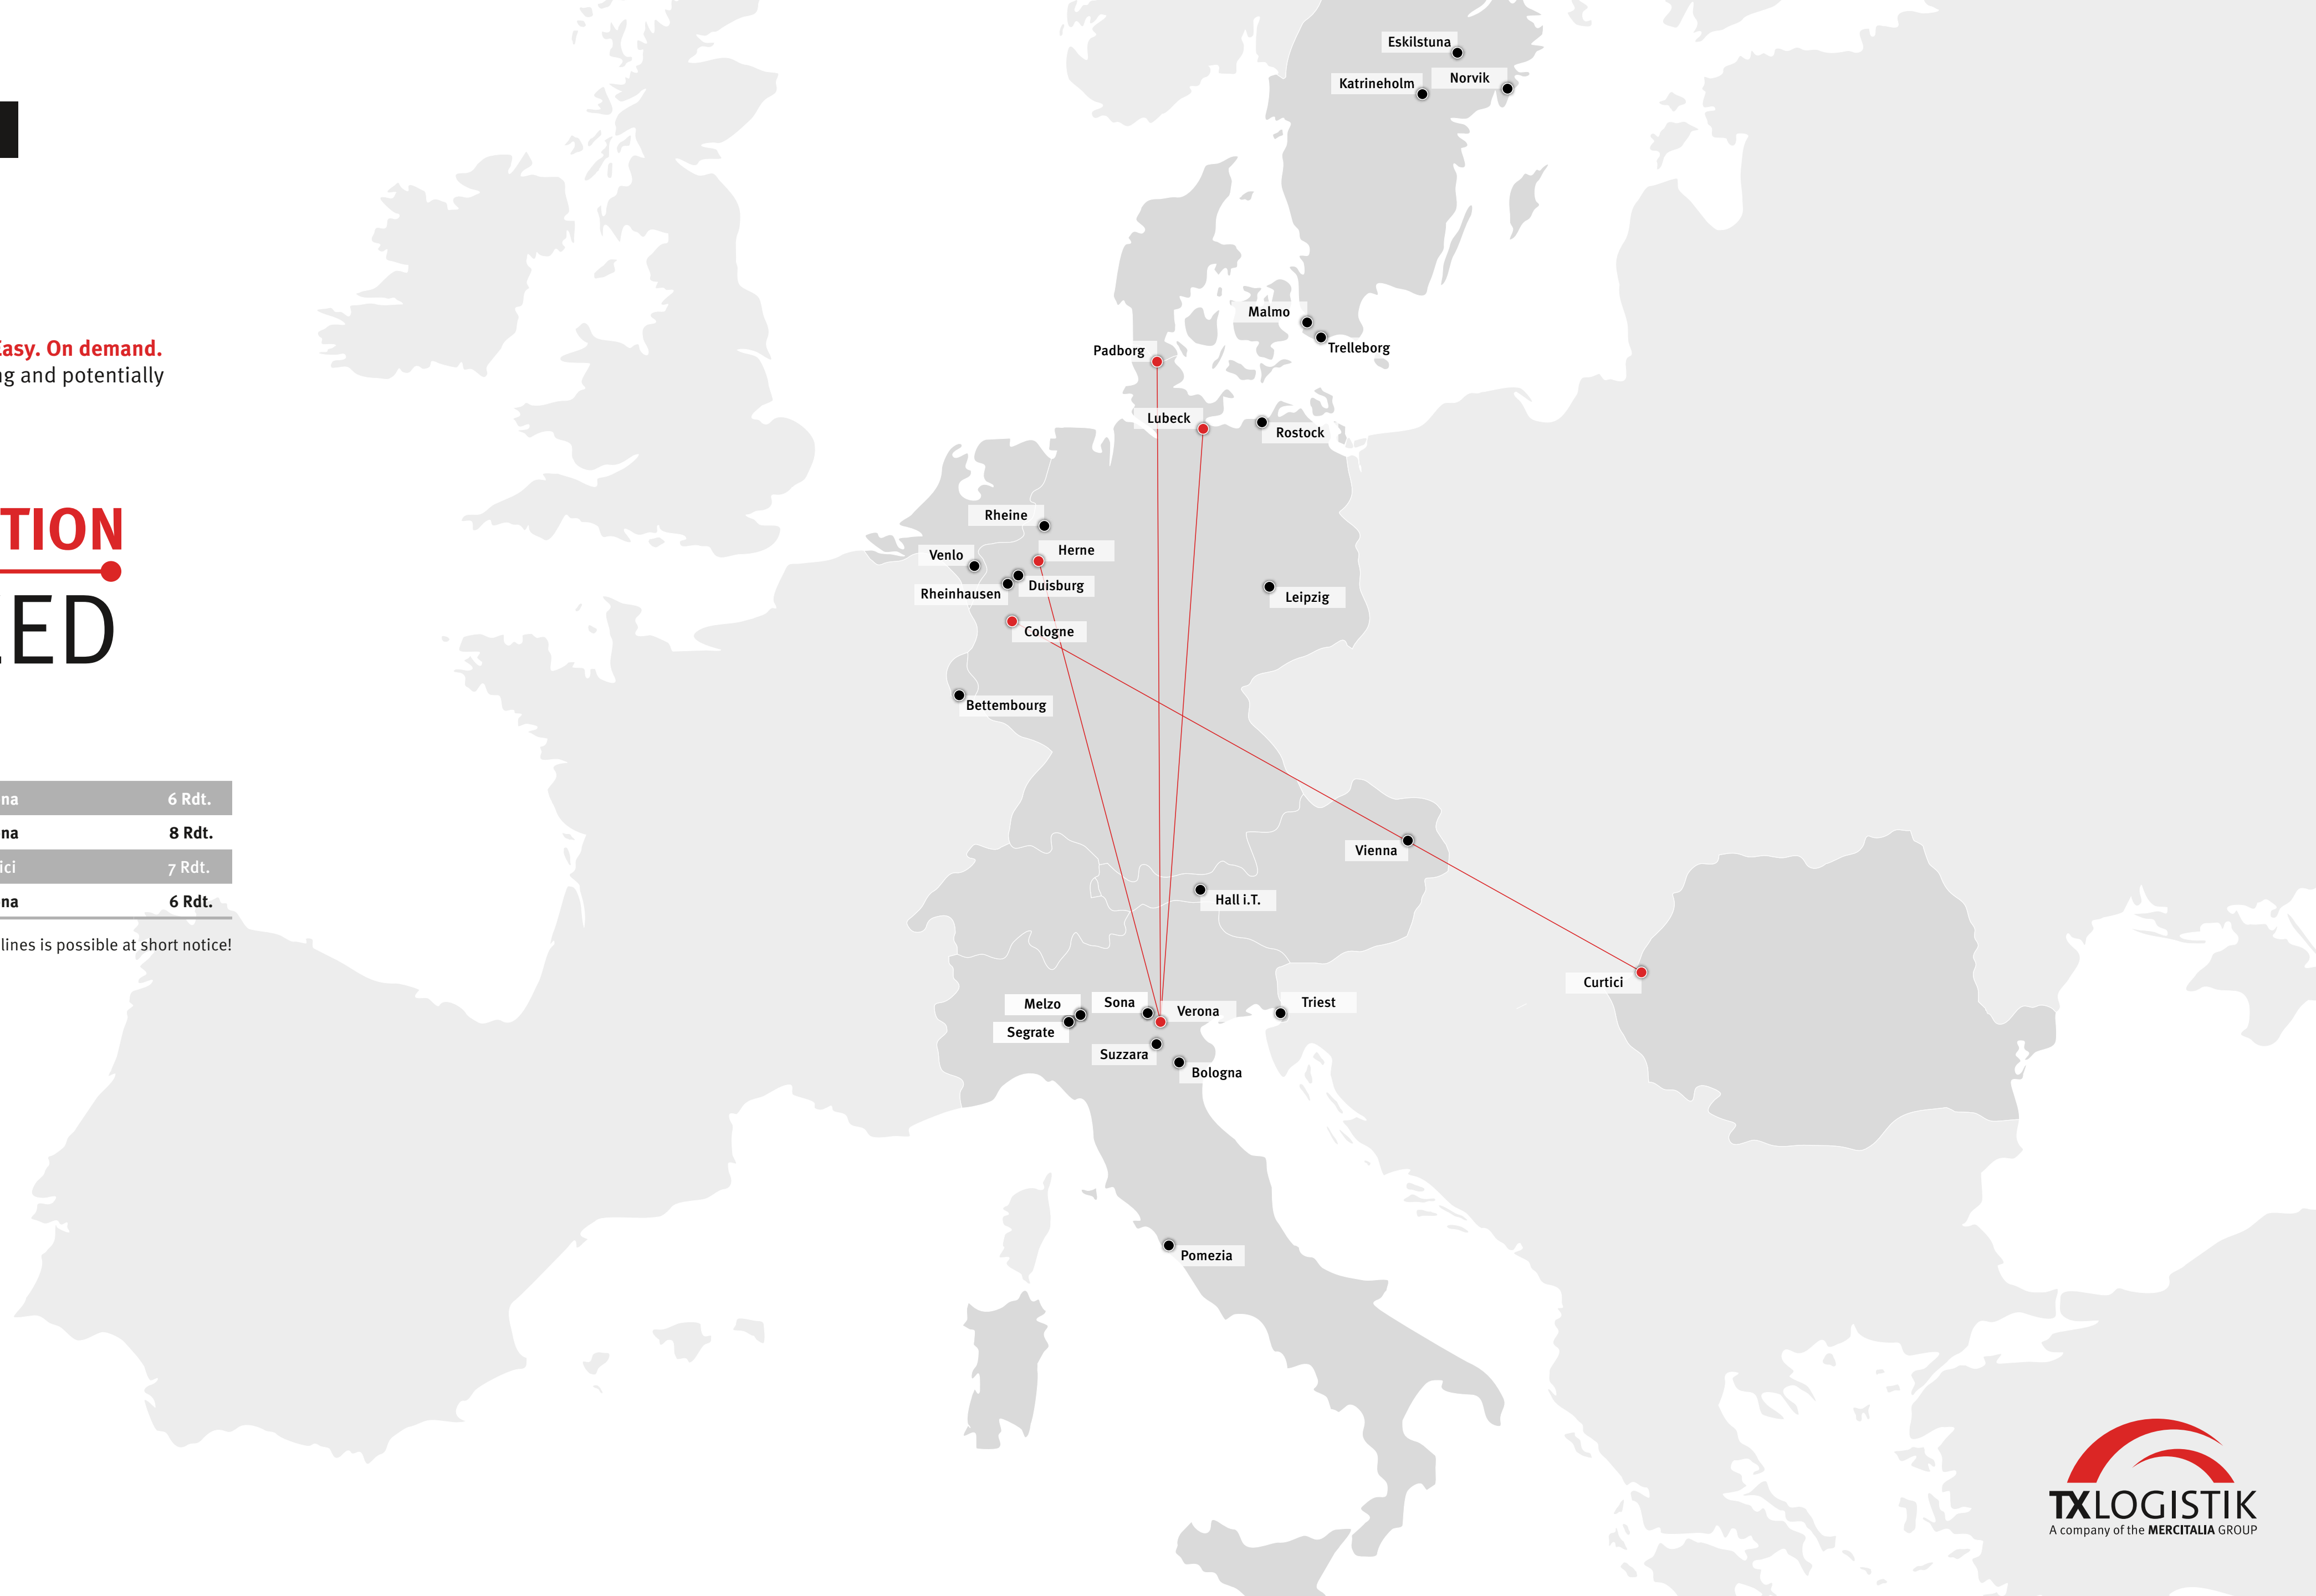 Easy. On demand.
ng and potentially
TION
ED
na 6 Rdt.
na 8 Rdt.
ici 7 Rdt.
na 6 Rdt.
lines is possible at short notice!
Eskilstuna
Katrineholm
Norvik
Malmo
Trelleborg
Padborg
Lubeck
Rostock
Rheine
Herne
Venlo
Duisburg
Rheinhausen
Leipzig
Cologne
Bettembourg
Vienna
Hall i.T.
Curtici
Melzo
Sona
Verona
Triest
Segrate
Suzzara
Bologna
Pomezia
TXLOGISTIK
A company of the MERCITALIA GROUP